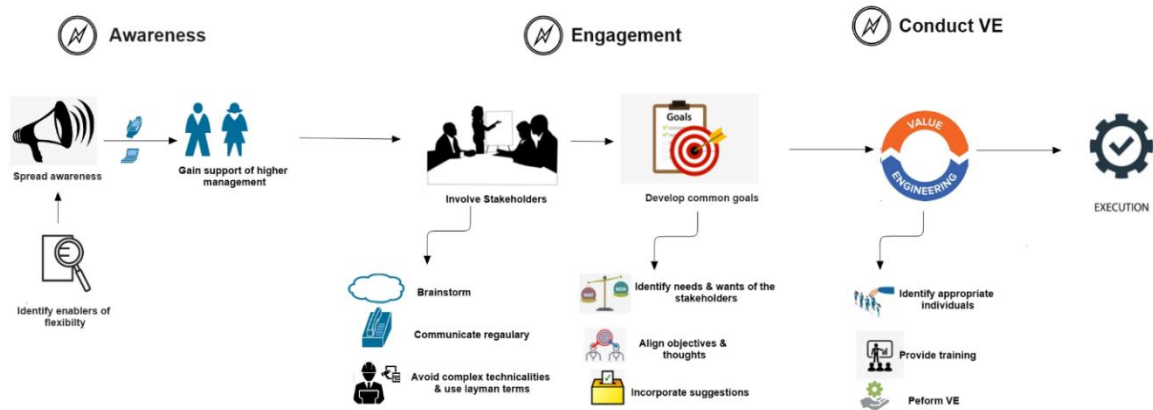 Awareness
Engagement
Conduct VE
Spread awareness
Gain support of higher
management
Identify enablers of
flexibilty
Involve Stakeholders
Brainstorm
Communicate regaulary
Avoid complex technicalities
& use layman terms
Goals
Develop common goals
Identify needs & wants of the
stakeholders
Align objectives &
thoughts
Incorporate suggestions
VALUE
ENGINEERING
Identify appropriate
individuals
Provide training
Peform VE
EXECUTION